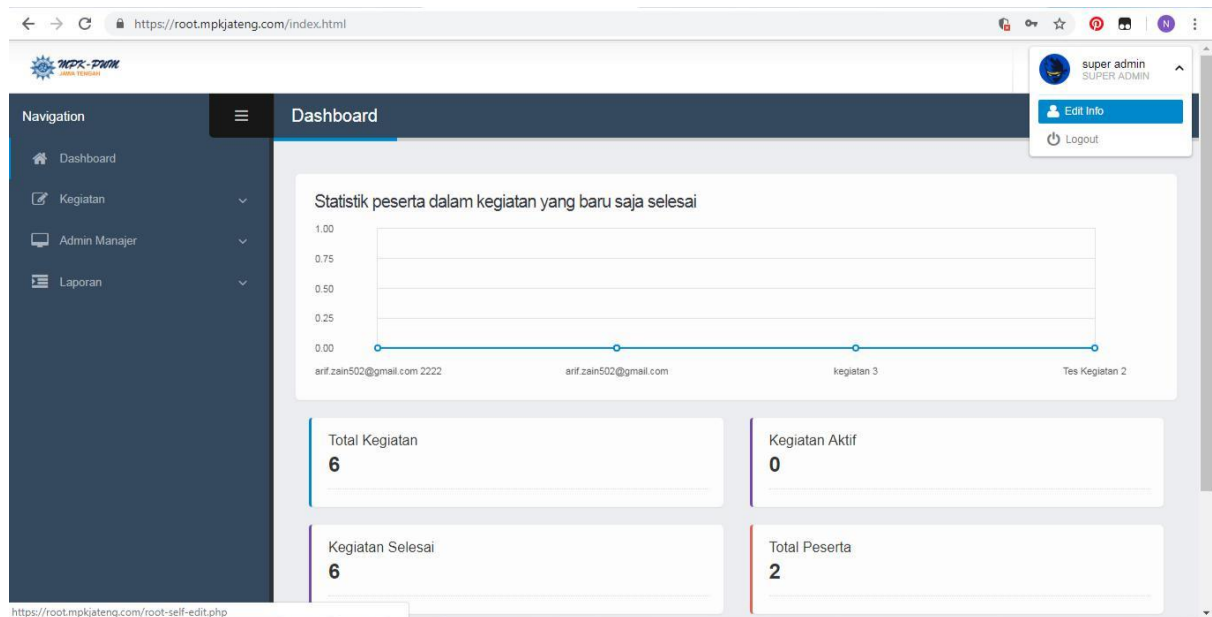 https://root.mpkjateng.com/index.html
N
MPK-PWM
JAWA TENGAH
super admin
SUPER ADMIN
Edit Info
Logout
Navigation
Dashboard
Dashboard
Kegiatan
Admin Manajer
Laporan
Statistik peserta dalam kegiatan yang baru saja selesai
1.00
0.75
0.50
0.25
0.00
arif.zain502@gmail.com 2222 arif.zain502@gmail.com kegiatan 3 Tes Kegiatan 2
Total Kegiatan
6
Kegiatan Aktif
0
Kegiatan Selesai
6
Total Peserta
2
https://root.mpkjateng.com/root-self-edit.php